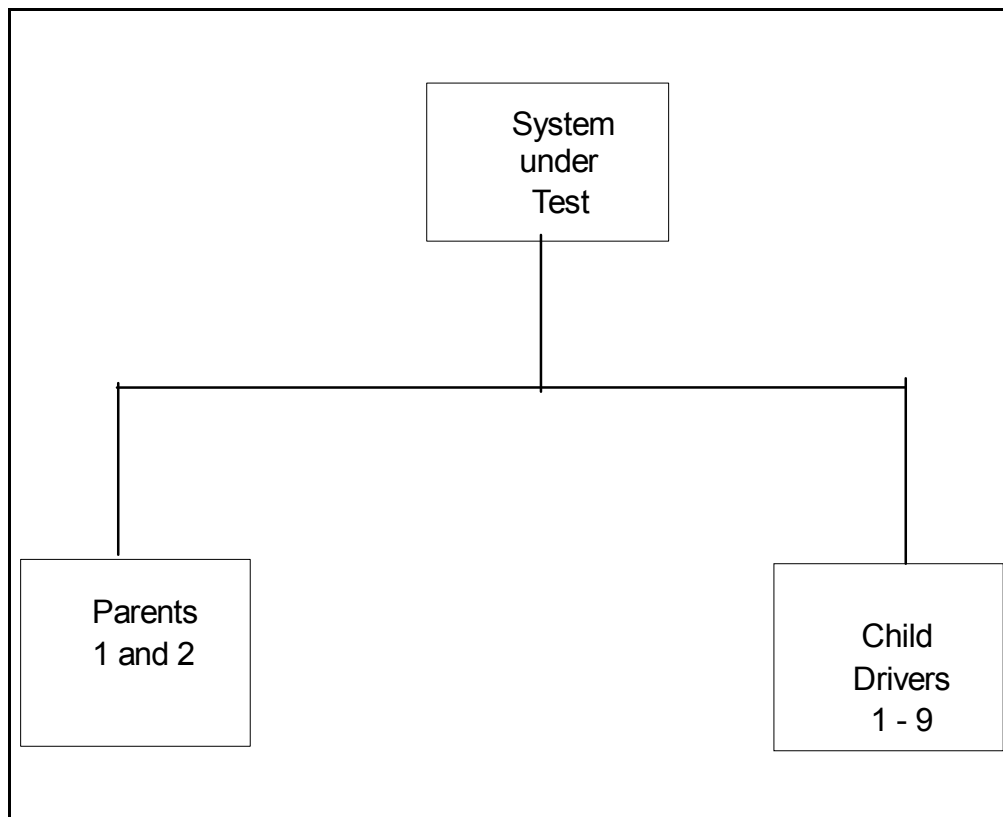 System
under
Test
Parents
1 and 2
Child
Drivers
1 - 9